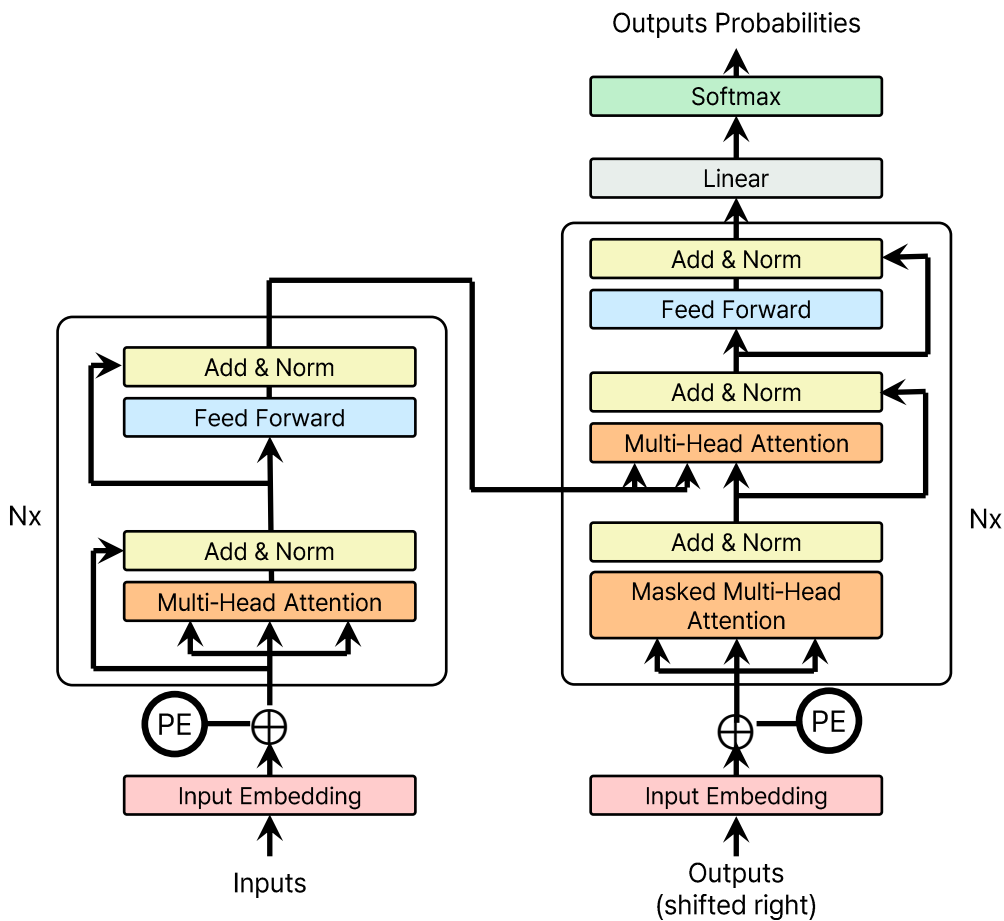 Outputs Probabilities
Softmax
Linear
Add & Norm
Feed Forward
Add & Norm
Multi-Head Attention
Add & Norm
Masked Multi-Head
Attention
Nx
PE
Input Embedding
Outputs
(shifted right)
Add & Norm
Feed Forward
Add & Norm
Multi-Head Attention
Nx
PE
Input Embedding
Inputs